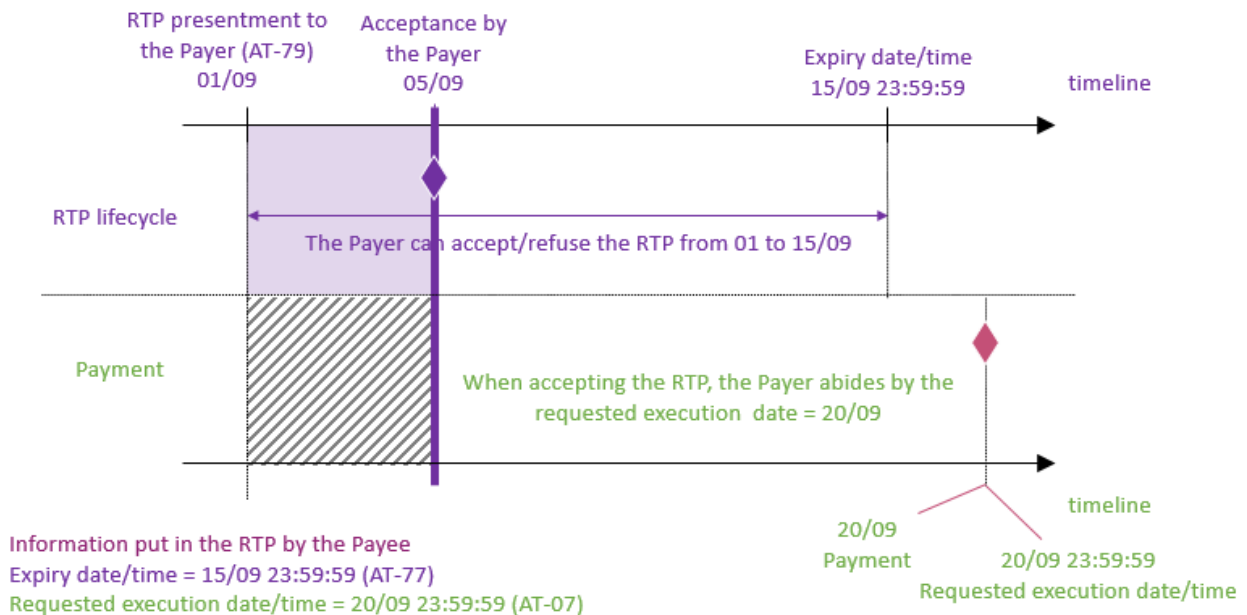 RTP presentment to
the Payer (AT-79)
01/09
Acceptance by
the Payer
05/09
Expiry date/time
15/09 23:59:59
timeline
RTP lifecycle
The Payer can accept/refuse the RTP from 01 to 15/09
Payment
When accepting the RTP, the Payer abides by the
requested execution date = 20/09
timeline
20/09
Payment
20/09 23:59:59
Requested execution date/time
Information put in the RTP by the Payee
Expiry date/time = 15/09 23:59:59 (AT-77)
Requested execution date/time = 20/09 23:59:59 (AT-07)